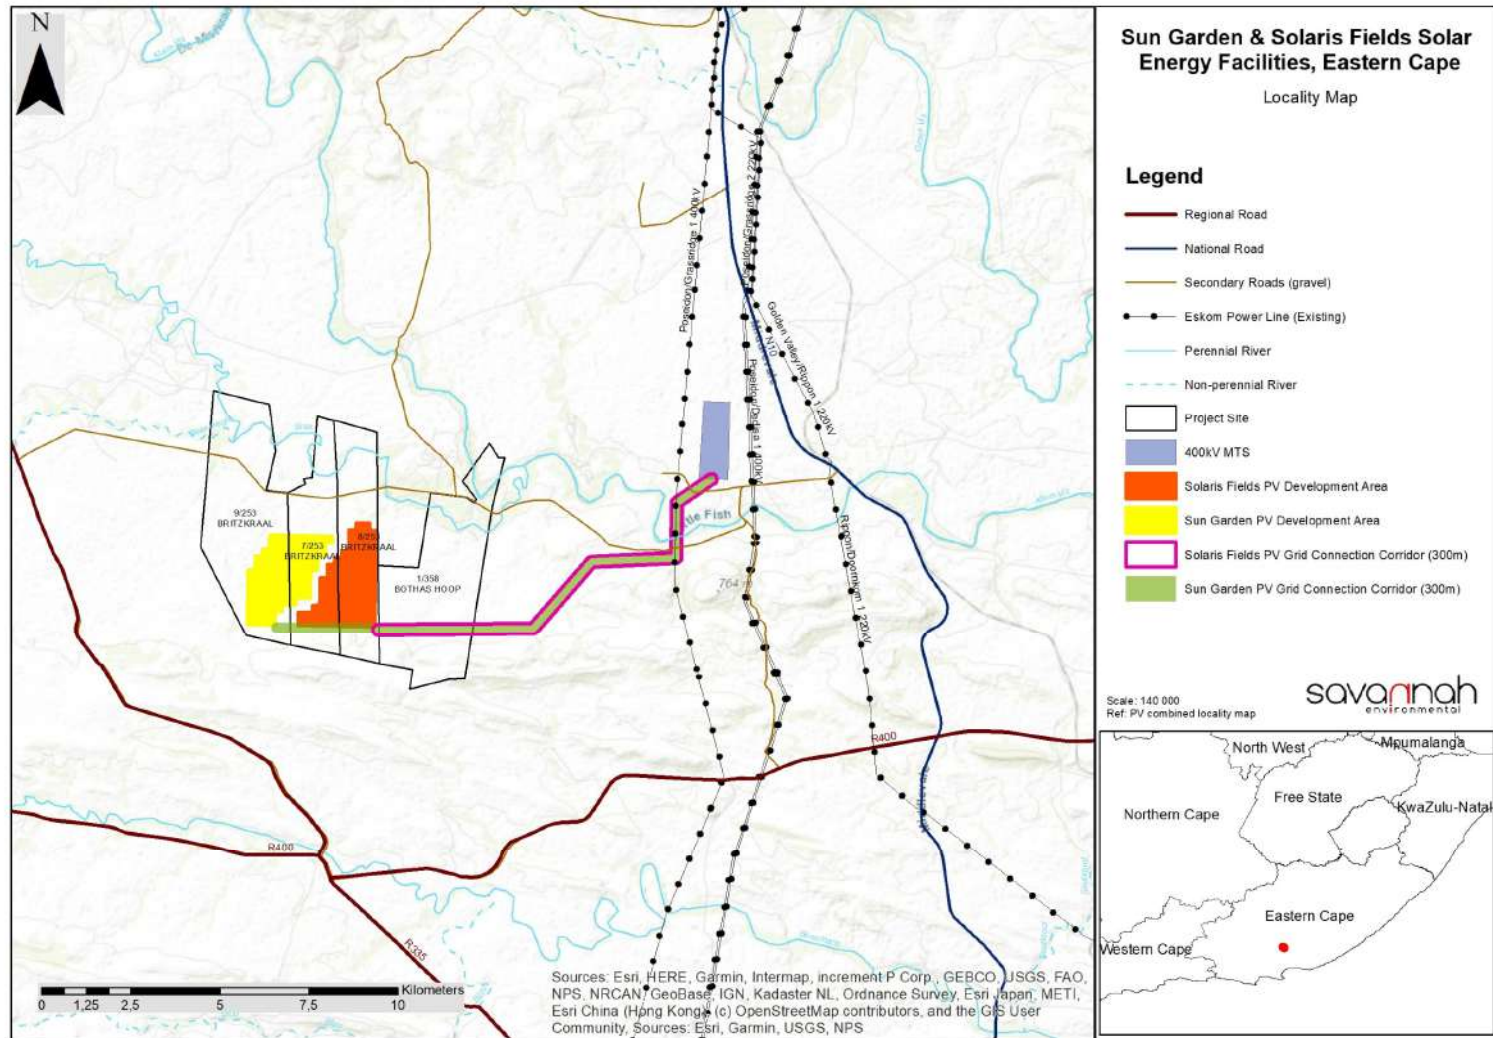 N
Poseidon/Grassridge 1 400kV
Golden Valley/Rippon 1 220kV
N10
Middlevale
9/253
BRITZKRAAL
7/253
BRITZKRAAL
8/253
BRITZKRAAL
1/358
BOTHAS HOOP
Little Fish
764 m
Rippon/Doornkom 1 220kV
R400
R400
R335
Kilometers
0 1,25 2,5 5 7,5 10
Sources: Esri, HERE, Garmin, Intermap, increment P Corp., GEBCO, USGS, FAO,
NPS, NRCAN, GeoBase, IGN, Kadaster NL, Ordnance Survey, Esri Japan, METI,
Esri China (Hong Kong), (c) OpenStreetMap contributors, and the GIS User
Community, Sources: Esri, Garmin, USGS, NPS
Sun Garden & Solaris Fields Solar
Energy Facilities, Eastern Cape
Locality Map
Legend
Regional Road
National Road
Secondary Roads (gravel)
Eskom Power Line (Existing)
Perennial River
Non-perennial River
Project Site
400kV MTS
Solaris Fields PV Development Area
Sun Garden PV Development Area
Solaris Fields PV Grid Connection Corridor (300m)
Sun Garden PV Grid Connection Corridor (300m)
Scale: 140 000
Ref: PV combined locality map
savannah
environmental
North West
Mpumalanga
Free State
Northern Cape
KwaZulu-Natal
Eastern Cape
Western Cape